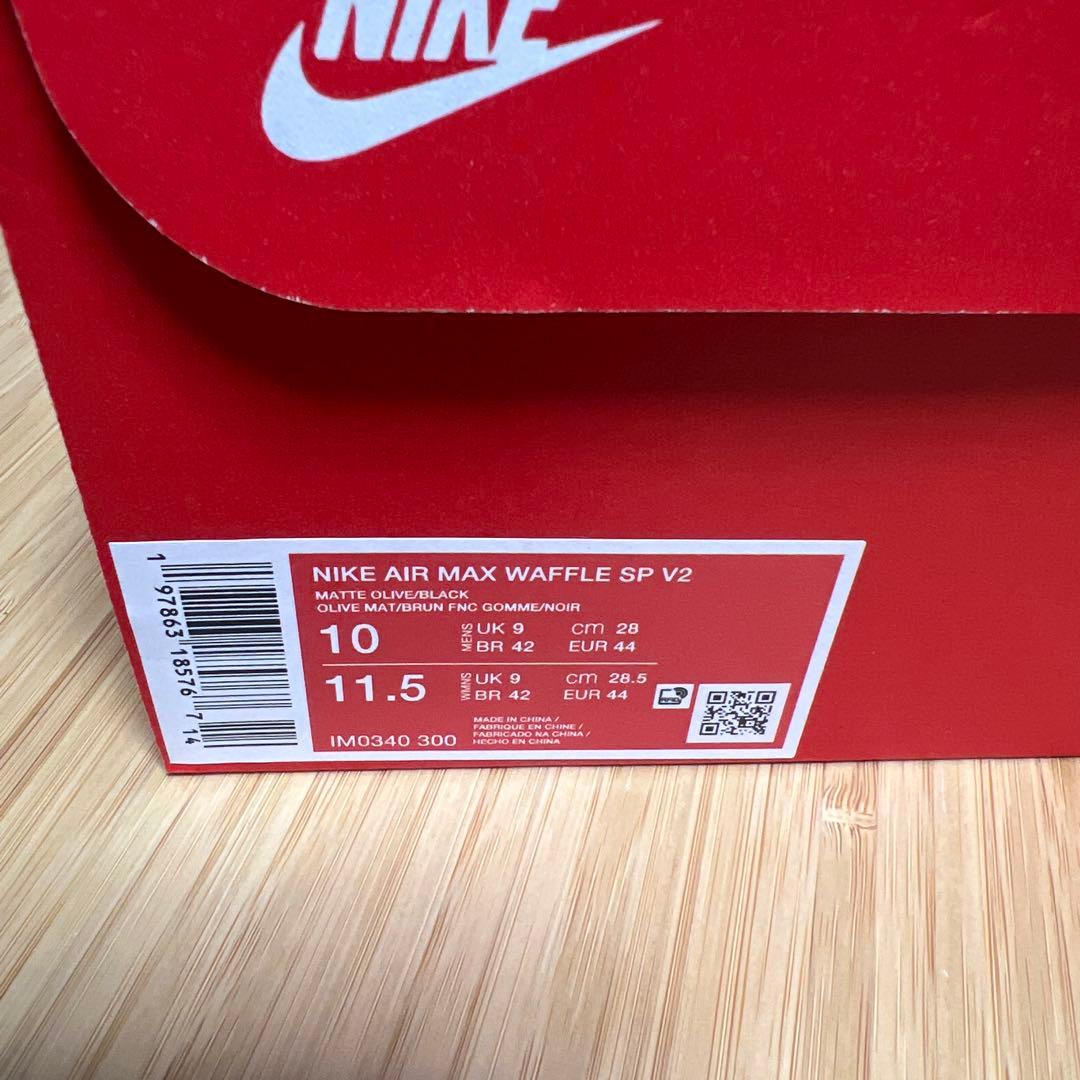 NIKE
NIKE AIR MAX WAFFLE SP V2
MATTE OLIVE/BLACK
OLIVE MAT/BRUN FNC GOMME/NOIR
10 MENS UK 9 cm 28
BR 42 EUR 44
11.5 WMNS UK 9 cm 28.5
BR 42 EUR 44
IM0340 300
MADE IN CHINA /
FABRIQUE EN CHINE /
FABRICADO NA CHINA /
HECHO EN CHINA
1 97863 18576 7 14